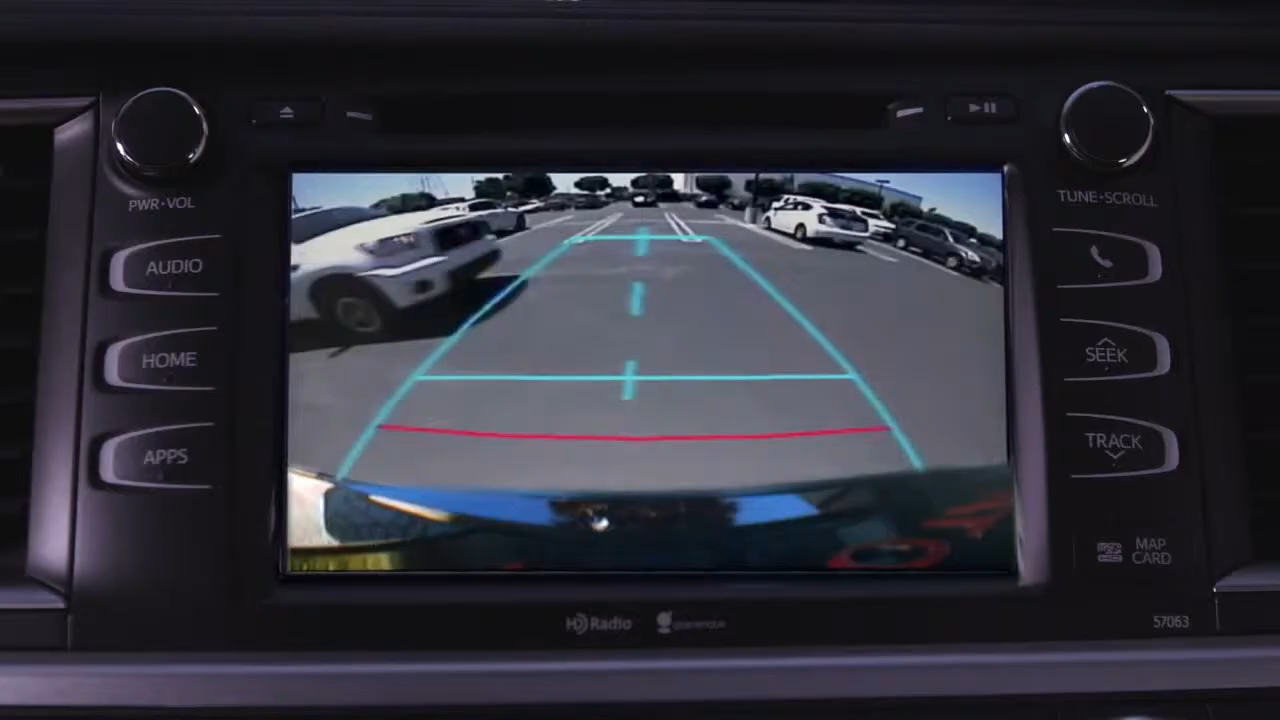 PWR•VOL
TUNE•SCROLL
AUDIO
HOME
SEEK
APPS
TRACK
MAP
CARD
HD Radio
57063